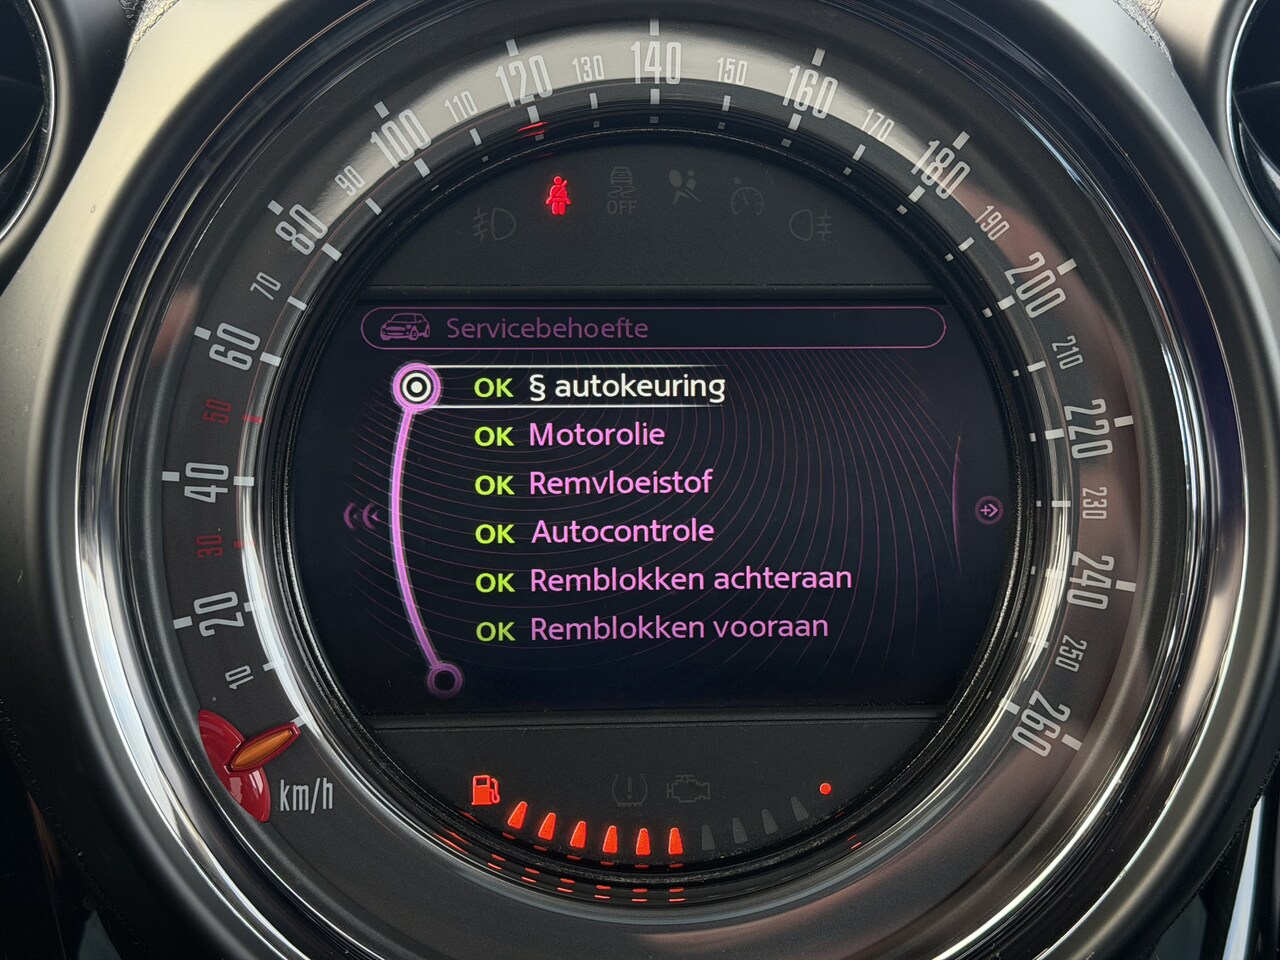 10
20
30
40
50
60
70
80
90
100
110
120
130
140
150
160
170
180
190
200
210
220
230
240
250
260
km/h
OFF
Servicebehoefte
OK § autokeuring
OK Motorolie
OK Remvloeistof
OK Autocontrole
OK Remblokken achteraan
OK Remblokken vooraan